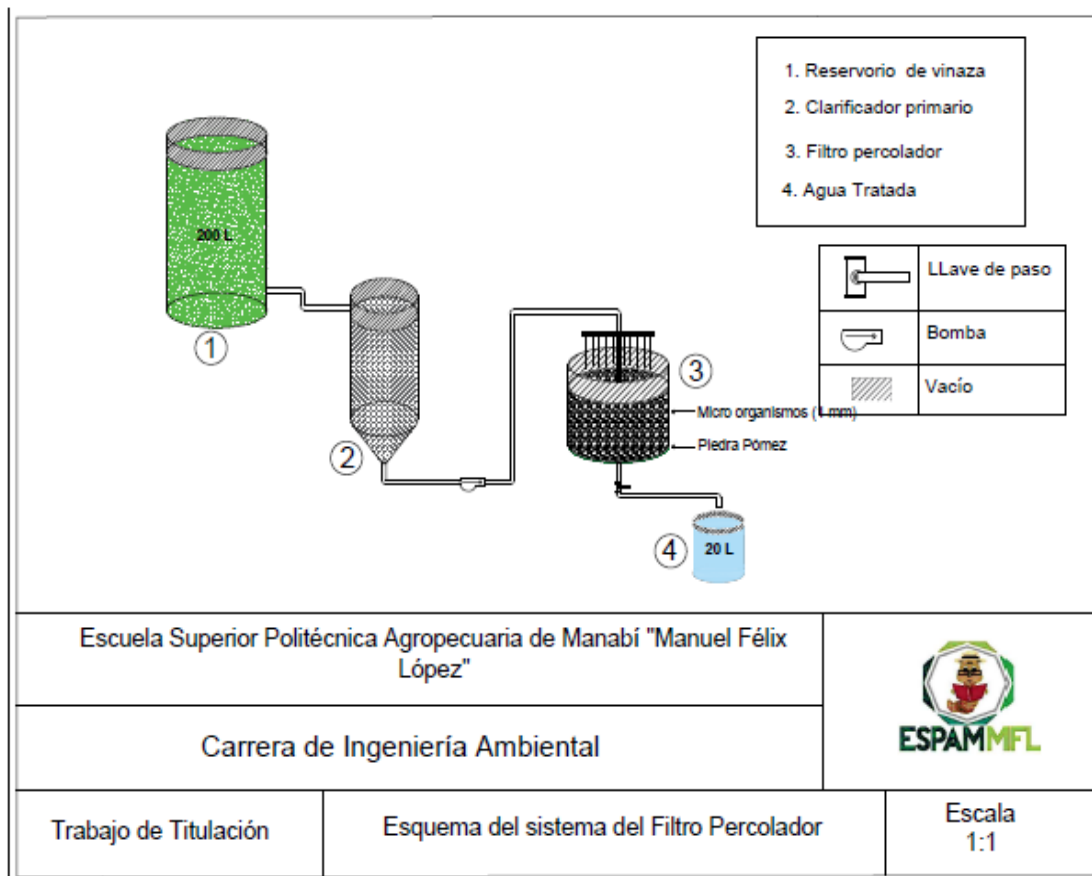 1. Reservorio de vinaza
2. Clarificador primario
3. Filtro percolador
4. Agua Tratada
LLave de paso
Bomba
Vacío
200 L
1
2
3
Micro organismos (1 mm)
Piedra Pómez
4
20 L
Escuela Superior Politécnica Agropecuaria de Manabí "Manuel Félix
López"
Carrera de Ingeniería Ambiental
ESPAMMFL
Trabajo de Titulación
Esquema del sistema del Filtro Percolador
Escala
1:1